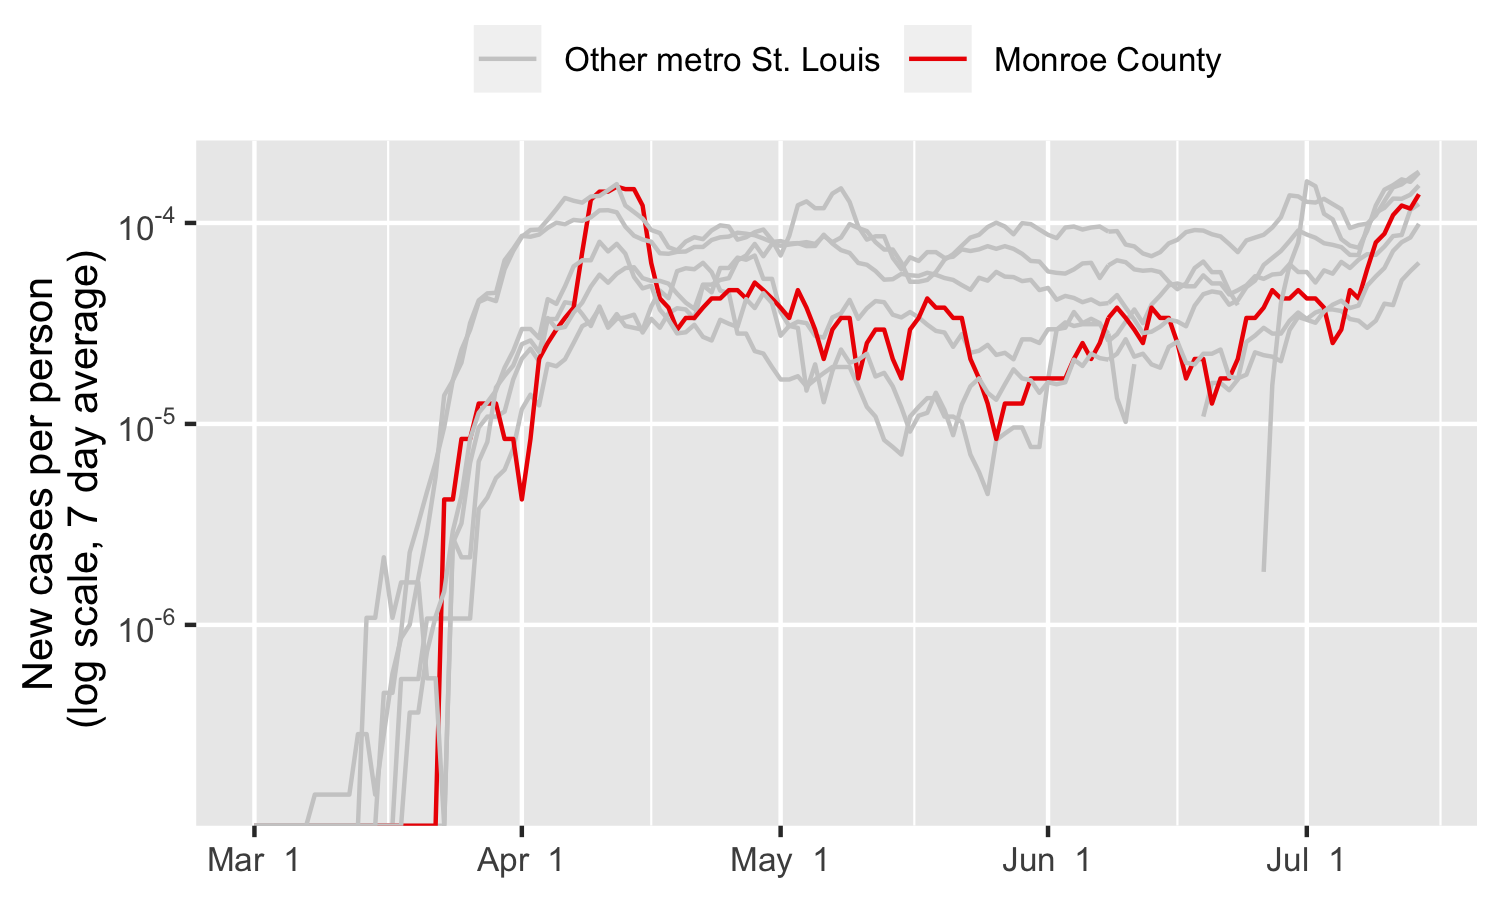 Other metro St. Louis
Monroe County
New cases per person
(log scale, 7 day average)
10-4
10-5
10-6
Mar 1
Apr 1
May 1
Jun 1
Jul 1